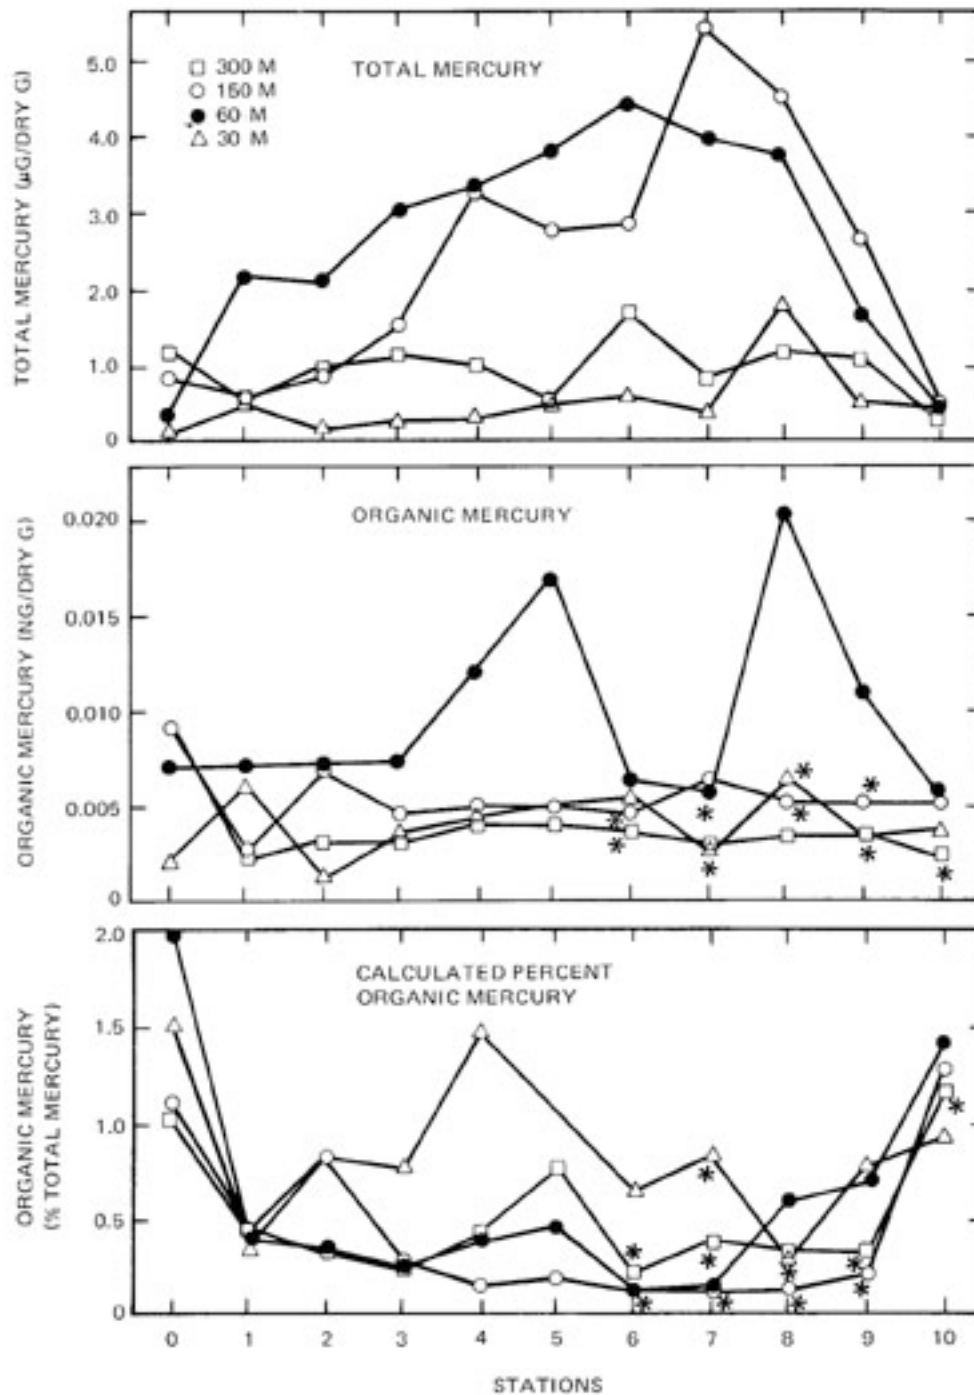 TOTAL MERCURY (μG/DRY G)
5.0
4.0
3.0
2.0
1.0
0
□ 300 M
○ 150 M
● 60 M
△ 30 M
TOTAL MERCURY
ORGANIC MERCURY (NG/DRY G)
0.020
0.015
0.010
0.005
0
ORGANIC MERCURY
* * * * * * * * * *
ORGANIC MERCURY
(% TOTAL MERCURY)
2.0
1.5
1.0
0.5
0
CALCULATED PERCENT
ORGANIC MERCURY
* * * * * * * * * *
0 1 2 3 4 5 6 7 8 9 10
STATIONS